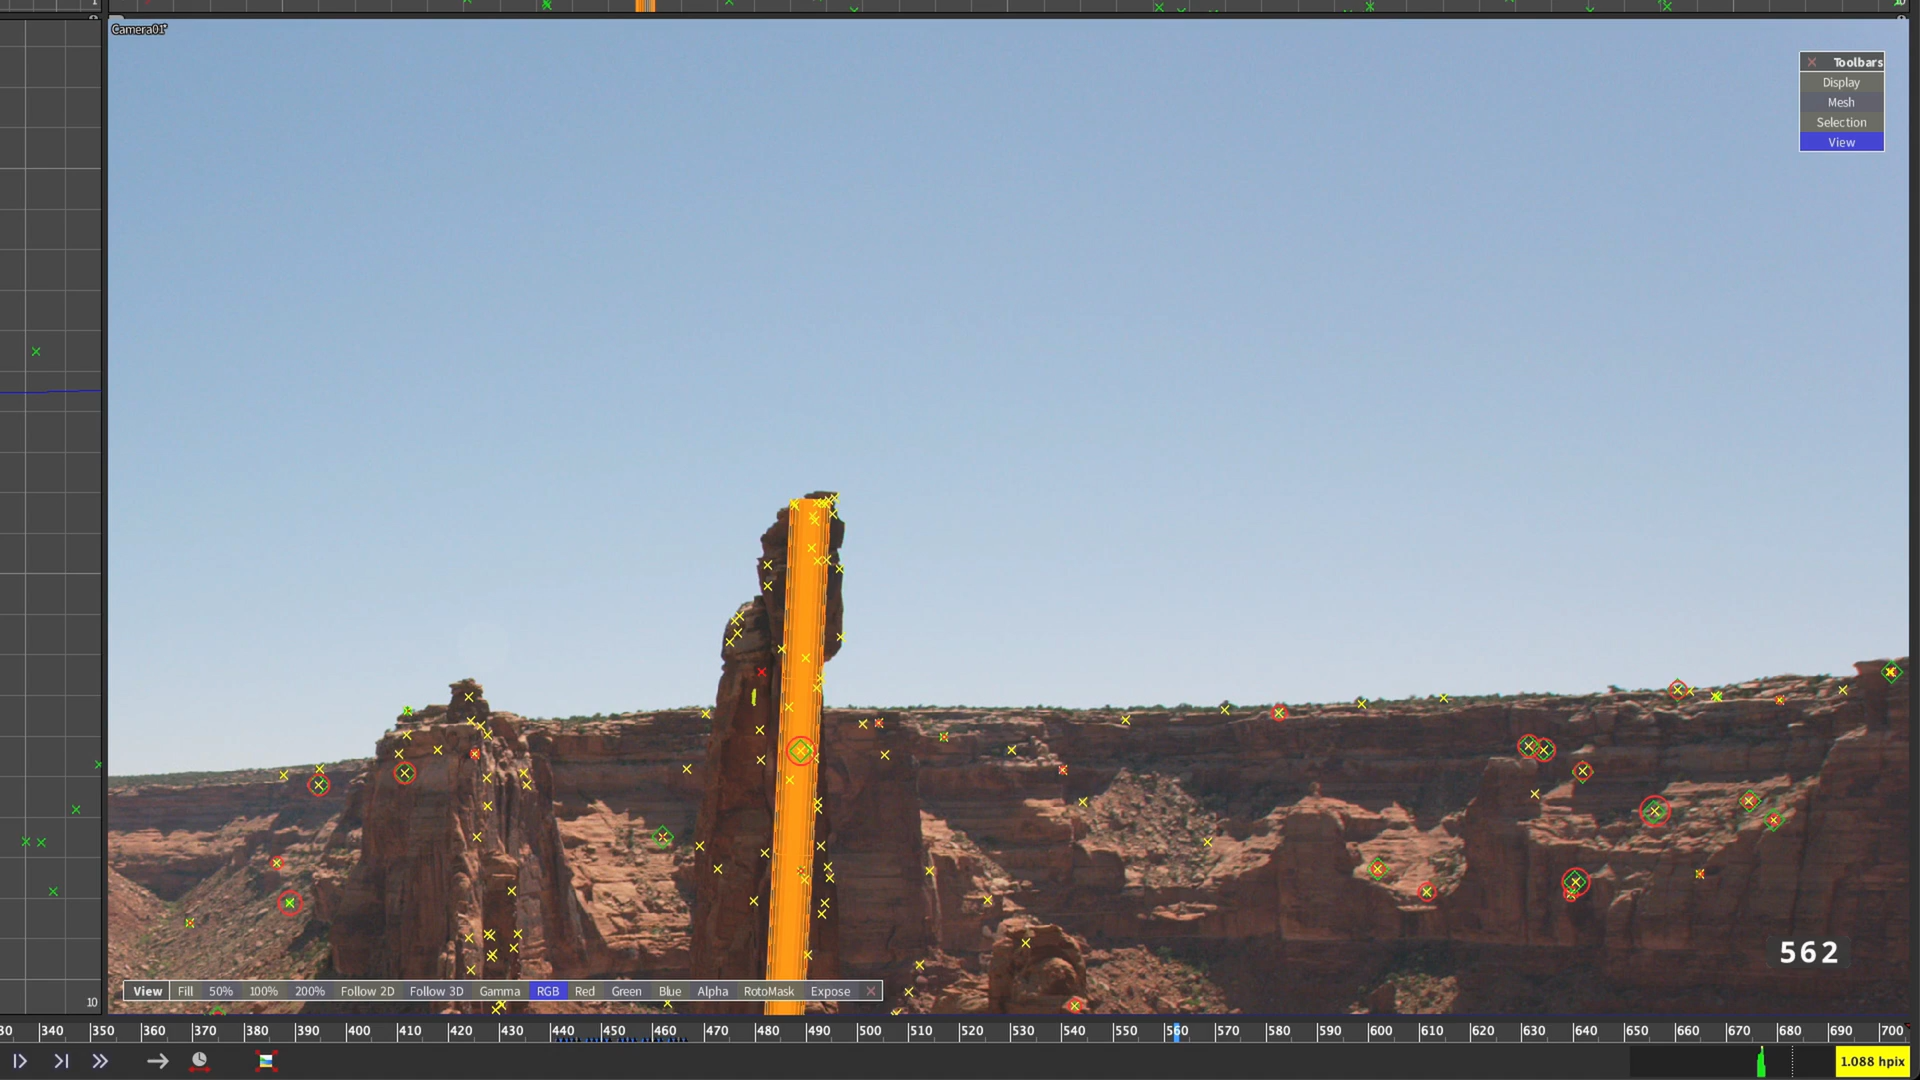 Camera01*
Toolbars
Display
Mesh
Selection
View
562
View Fill 50% 100% 200% Follow 2D Follow 3D Gamma RGB Red Green Blue Alpha RotoMask Expose
10
30 340 350 360 370 380 390 400 410 420 430 440 450 460 470 480 490 500 510 520 530 540 550 560 570 580 590 600 610 620 630 640 650 660 670 680 690 700
1.088 hpix